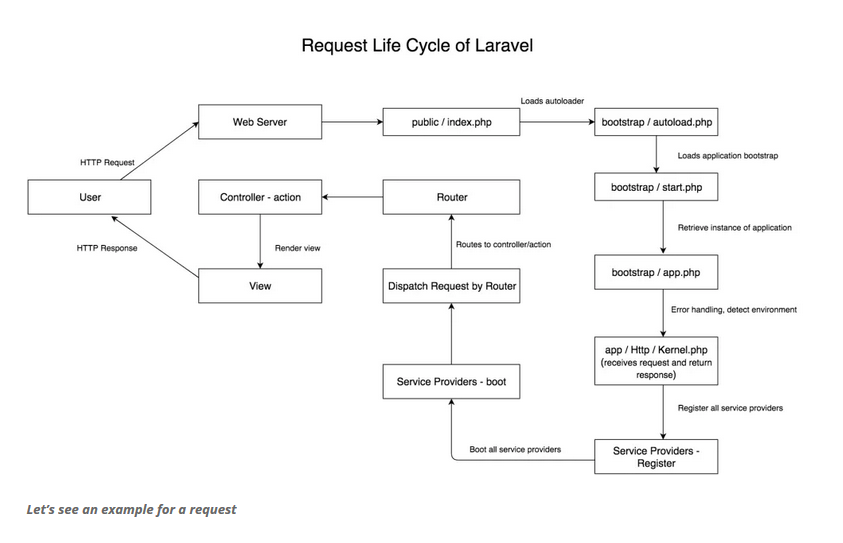 Request Life Cycle of Laravel
Loads autoloader
Web Server
public / index.php
bootstrap / autoload.php
HTTP Request
Loads application bootstrap
User
Controller - action
Router
bootstrap / start.php
Retrieve instance of application
HTTP Response
Render view
Routes to controller/action
View
Dispatch Request by Router
bootstrap / app.php
Error handling, detect environment
app / Http / Kernel.php
(receives request and return
response)
Service Providers - boot
Register all service providers
Boot all service providers
Service Providers -
Register
Let's see an example for a request